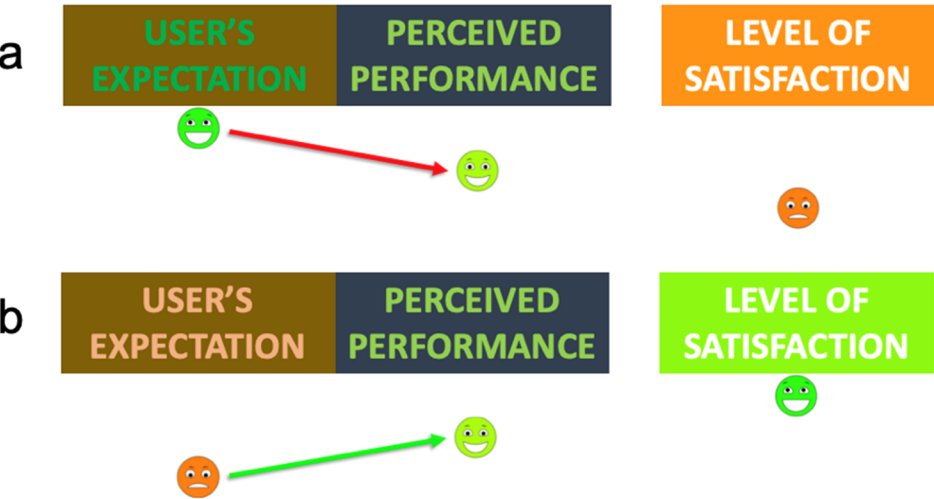 a
USER'S
EXPECTATION
PERCEIVED
PERFORMANCE
LEVEL OF
SATISFACTION
b
USER'S
EXPECTATION
PERCEIVED
PERFORMANCE
LEVEL OF
SATISFACTION